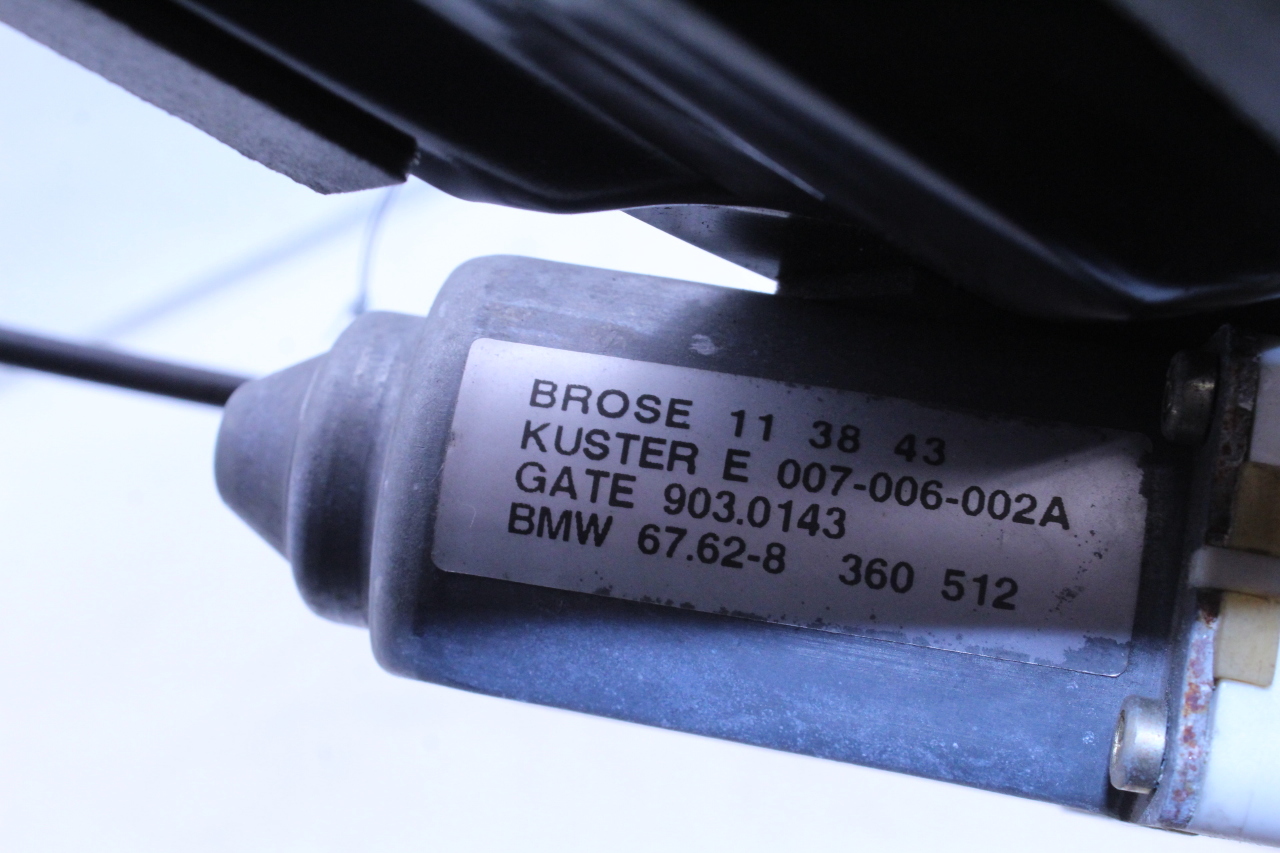 BROSE 11 38 43
KUSTER E 007-006-002A
GATE 903.0143
BMW 67.62-8 360 512